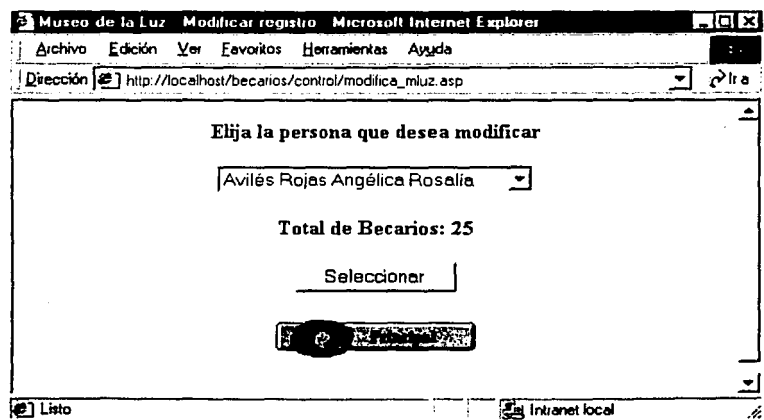 Museo de la Luz Modificar registro Microsoft Internet Explorer
Archivo Edición Ver Favoritos Herramientas Ayuda
Dirección http://localhost/becarios/control/modifica_mluz.asp Ir a
Elija la persona que desea modificar
Avilés Rojas Angélica Rosalía
Total de Becarios: 25
Seleccionar
Principal
Listo Intranet local